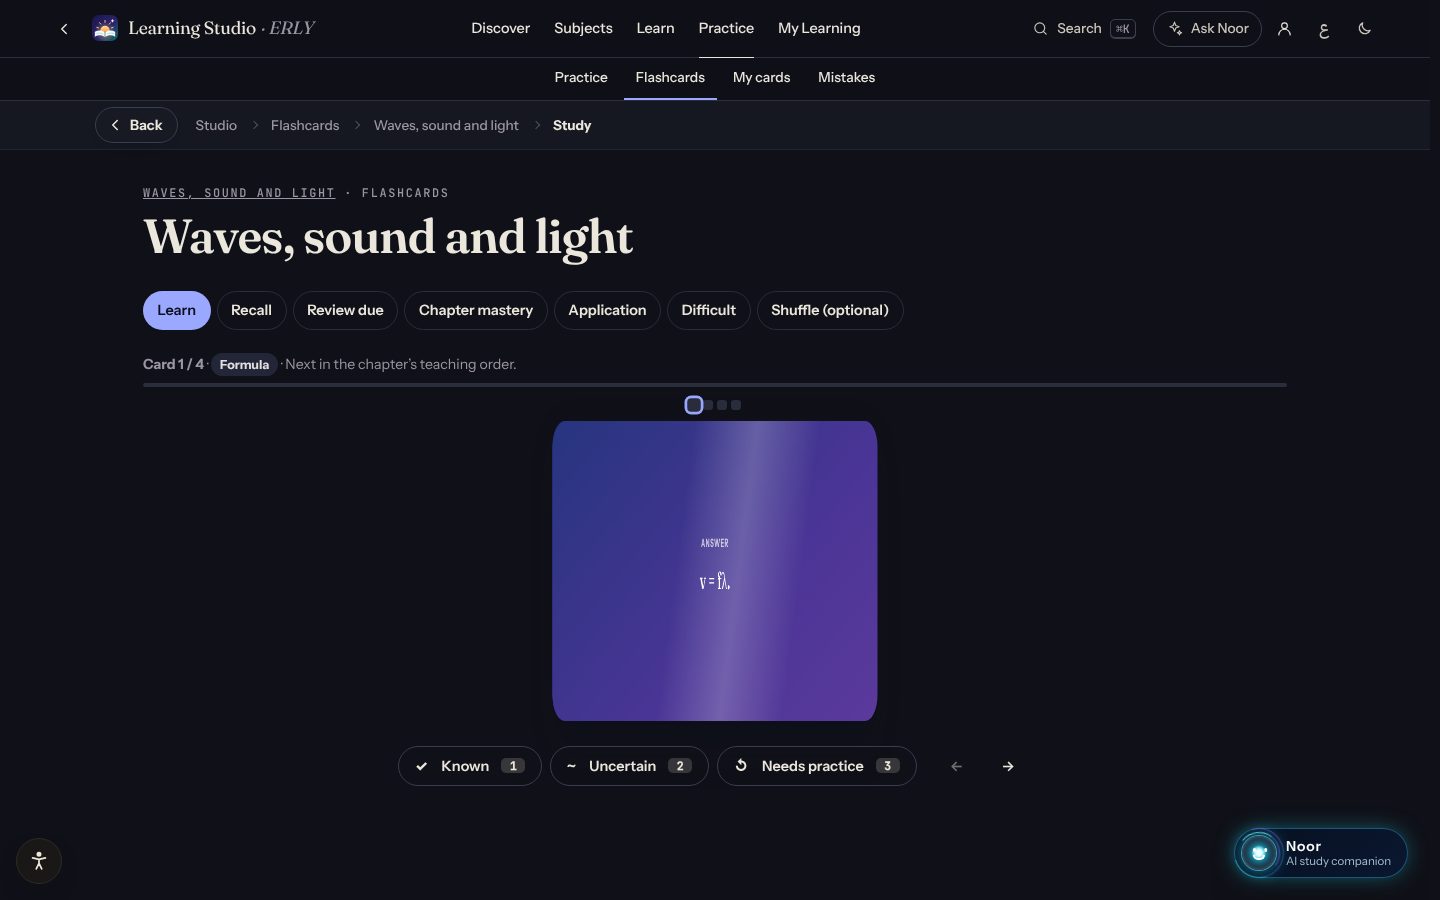 Learning Studio · ERLY
Discover Subjects Learn Practice My Learning
Search ⌘K Ask Noor ع
Practice Flashcards My cards Mistakes
Back Studio Flashcards Waves, sound and light Study
WAVES, SOUND AND LIGHT · FLASHCARDS
Waves, sound and light
Learn Recall Review due Chapter mastery Application Difficult Shuffle (optional)
Card 1 / 4 · Formula · Next in the chapter’s teaching order.
ANSWER
v = fλ.
Known 1 ~ Uncertain 2 Needs practice 3
Noor
AI study companion